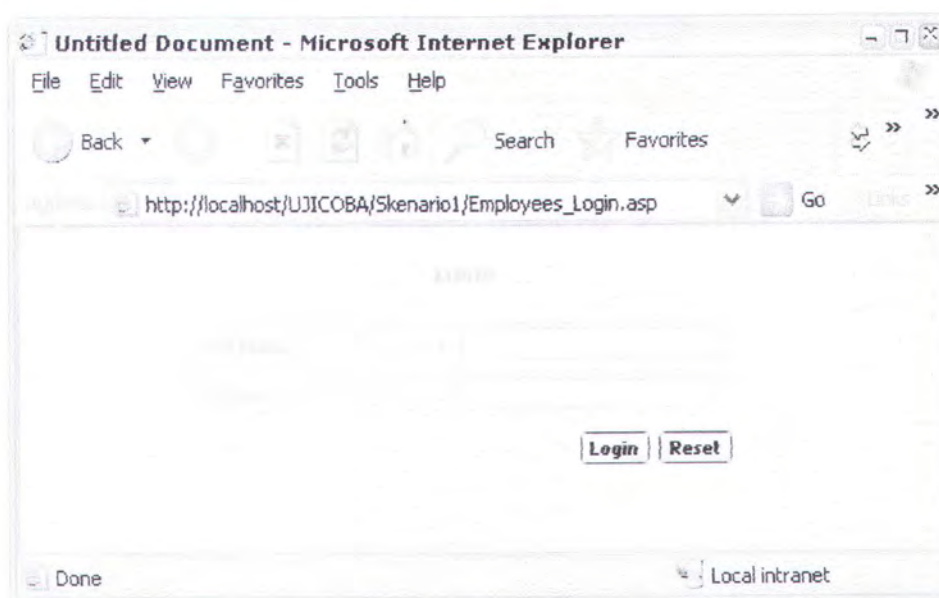 Untitled Document - Microsoft Internet Explorer
File Edit View Favorites Tools Help
Back Search Favorites »
http://localhost/UJICOBA/Skenario1/Employees_Login.asp Go Links »
Login Reset
Done Local intranet